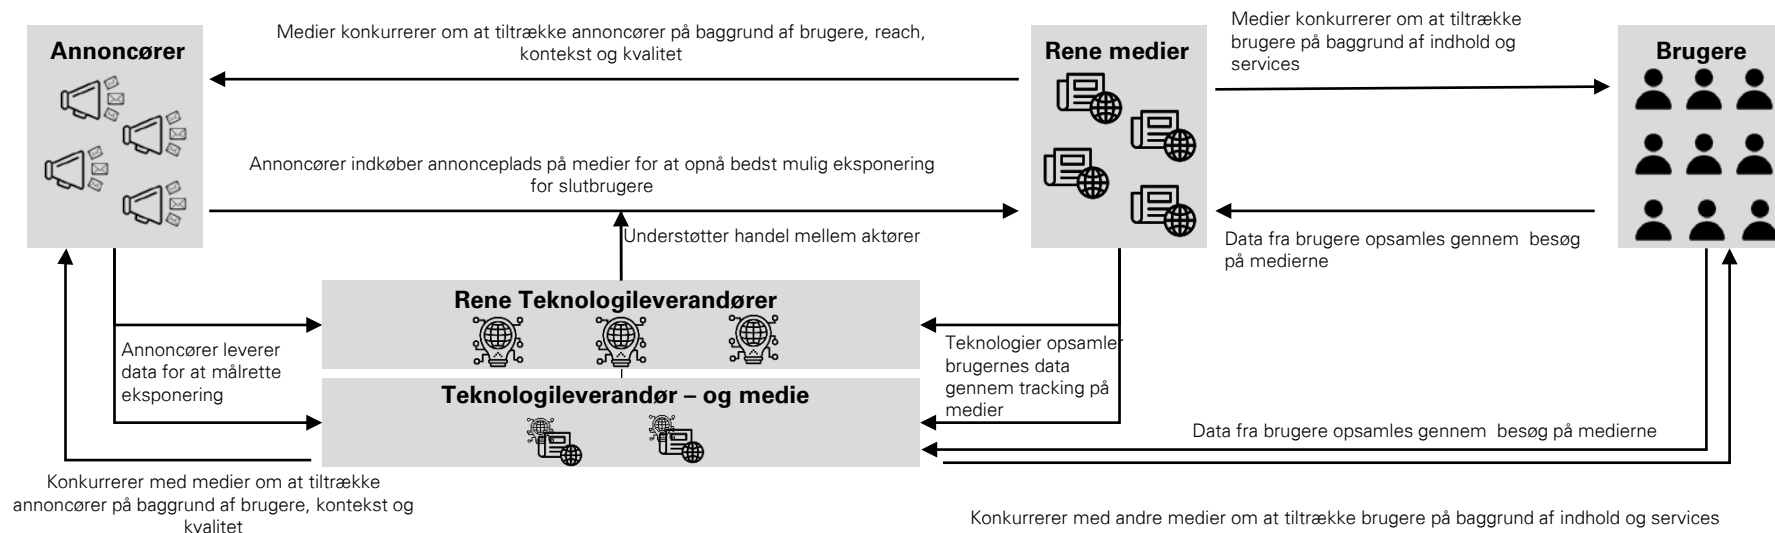 Annoncører
Medier konkurrerer om at tiltrække annoncører på baggrund af brugere, reach,
kontekst og kvalitet
Rene medier
Medier konkurrerer om at tiltrække
brugere på baggrund af indhold og
services
Brugere
Annoncører indkøber annonceplads på medier for at opnå bedst mulig eksponering
for slutbrugere
Understøtter handel mellem aktører
Data fra brugere opsamles gennem  besøg
på medierne
Rene Teknologileverandører
Annoncører leverer
data for at målrette
eksponering
Teknologier opsamler
brugernes data
gennem tracking på
medier
Teknologileverandør – og medie
Data fra brugere opsamles gennem  besøg på medierne
Konkurrerer med medier om at tiltrække
annoncører på baggrund af brugere, kontekst og
kvalitet
Konkurrerer med andre medier om at tiltrække brugere på baggrund af indhold og services